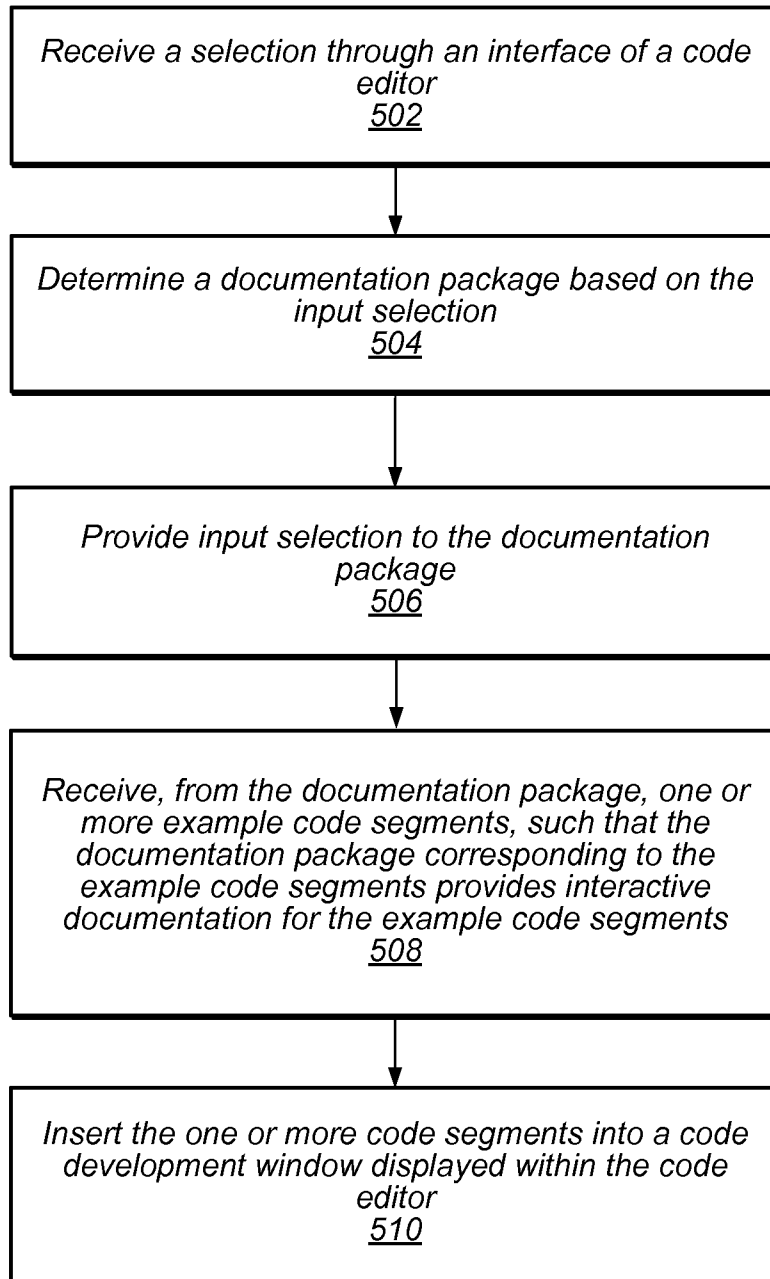 Receive a selection through an interface of a code
editor
502
Determine a documentation package based on the
input selection
504
Provide input selection to the documentation
package
506
Receive, from the documentation package, one or
more example code segments, such that the
documentation package corresponding to the
example code segments provides interactive
documentation for the example code segments
508
Insert the one or more code segments into a code
development window displayed within the code
editor
510